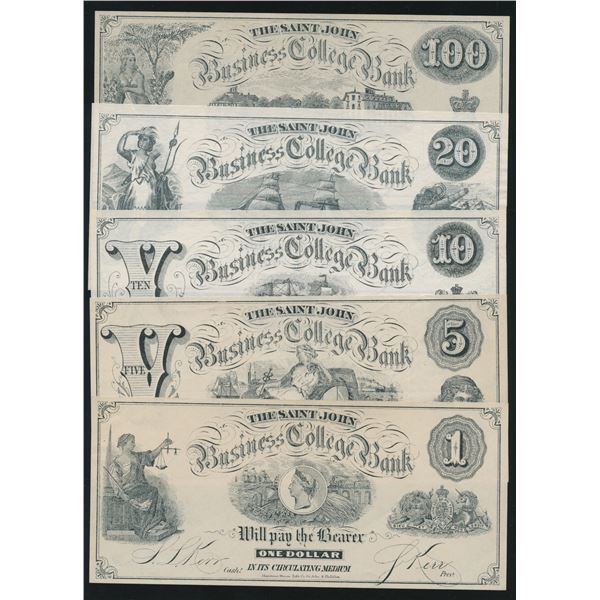 THE SAINT JOHN
Business College Bank
100
THE SAINT JOHN
Business College Bank
20
THE SAINT JOHN
Business College Bank
10
TEN
THE SAINT JOHN
Business College Bank
5
V
FIVE
THE SAINT JOHN
Business College Bank
1
Will pay the Bearer
ONE DOLLAR
IN ITS CIRCULATING MEDIUM
Kerr
Cash!
Kerr
Pres!